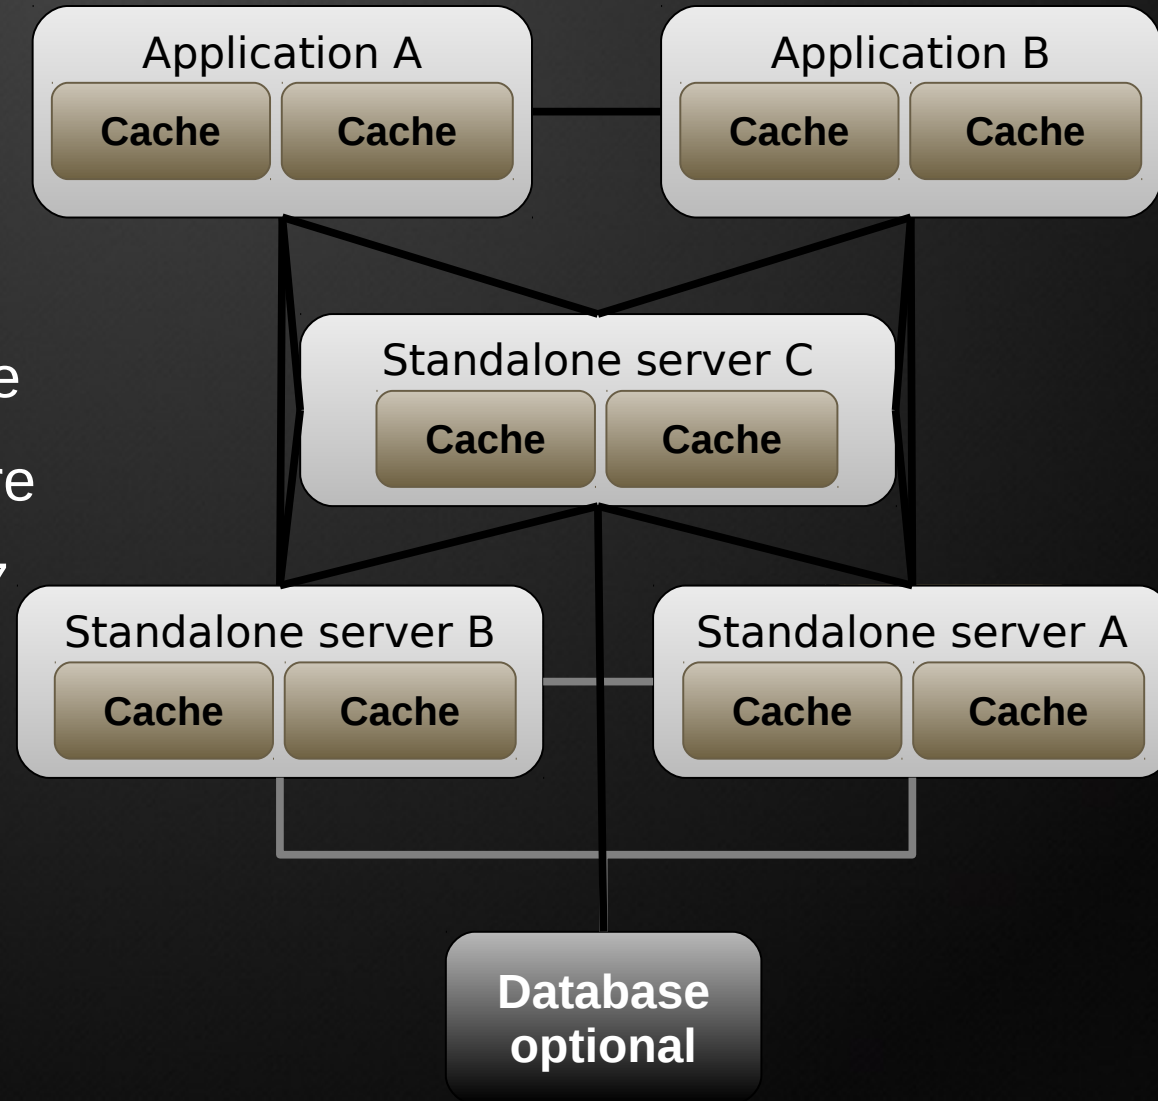 Application A
Cache Cache
Application B
Cache Cache
Standalone server C
Cache Cache
Standalone server B
Cache Cache
Standalone server A
Cache Cache
Database
optional